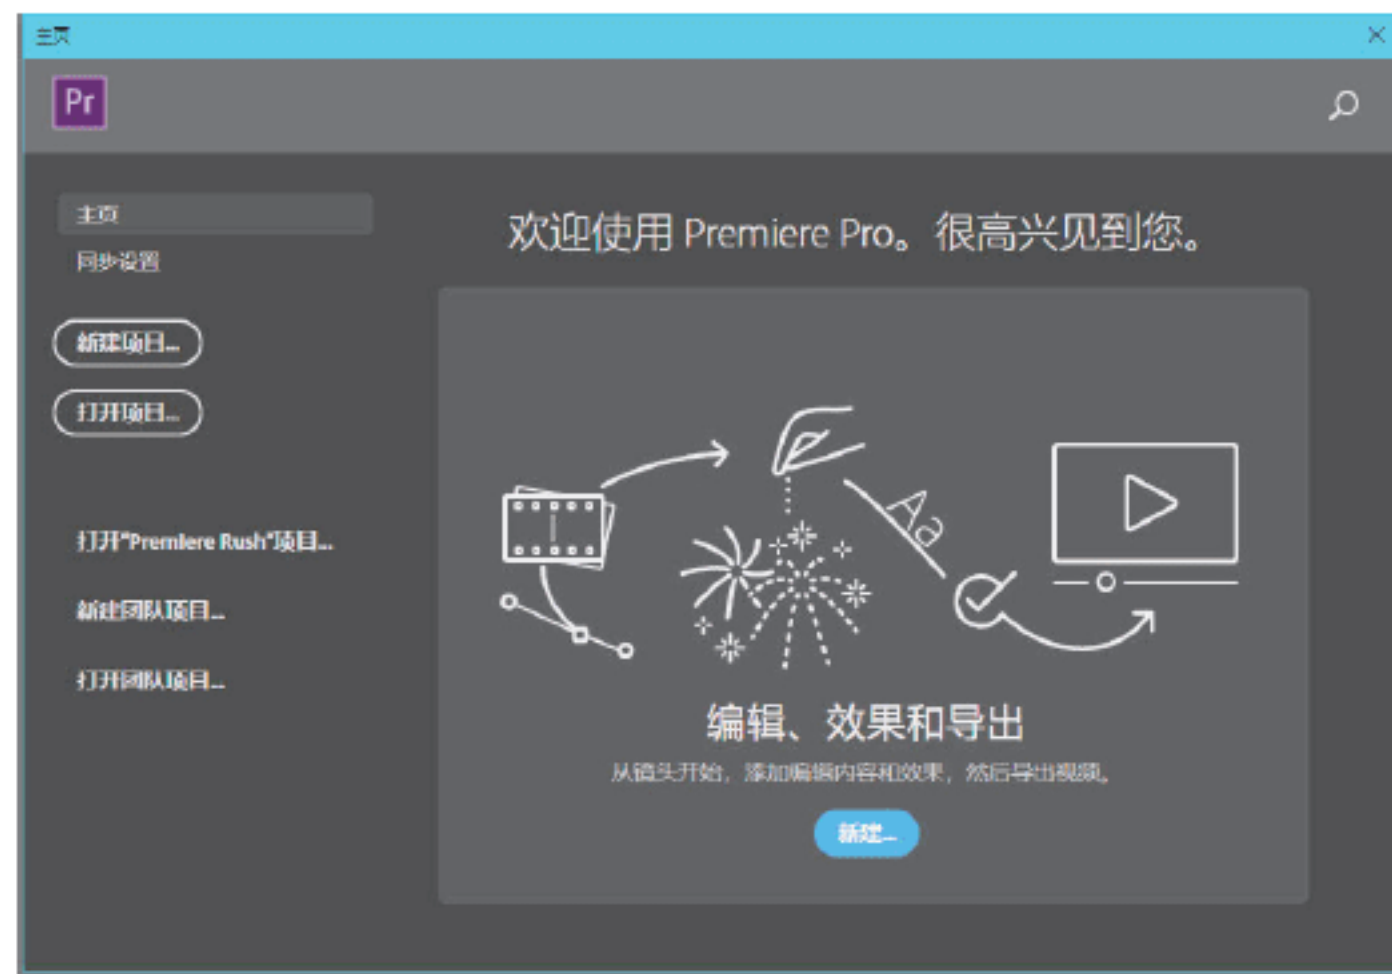 主页
Pr
主页
同步设置
新建项目...
打开项目...
打开"Premiere Rush"项目...
新建团队项目...
打开团队项目...
欢迎使用 Premiere Pro。很高兴见到您。
Aa
编辑、效果和导出
从镜头开始，添加编辑内容和效果，然后导出视频。
新建...